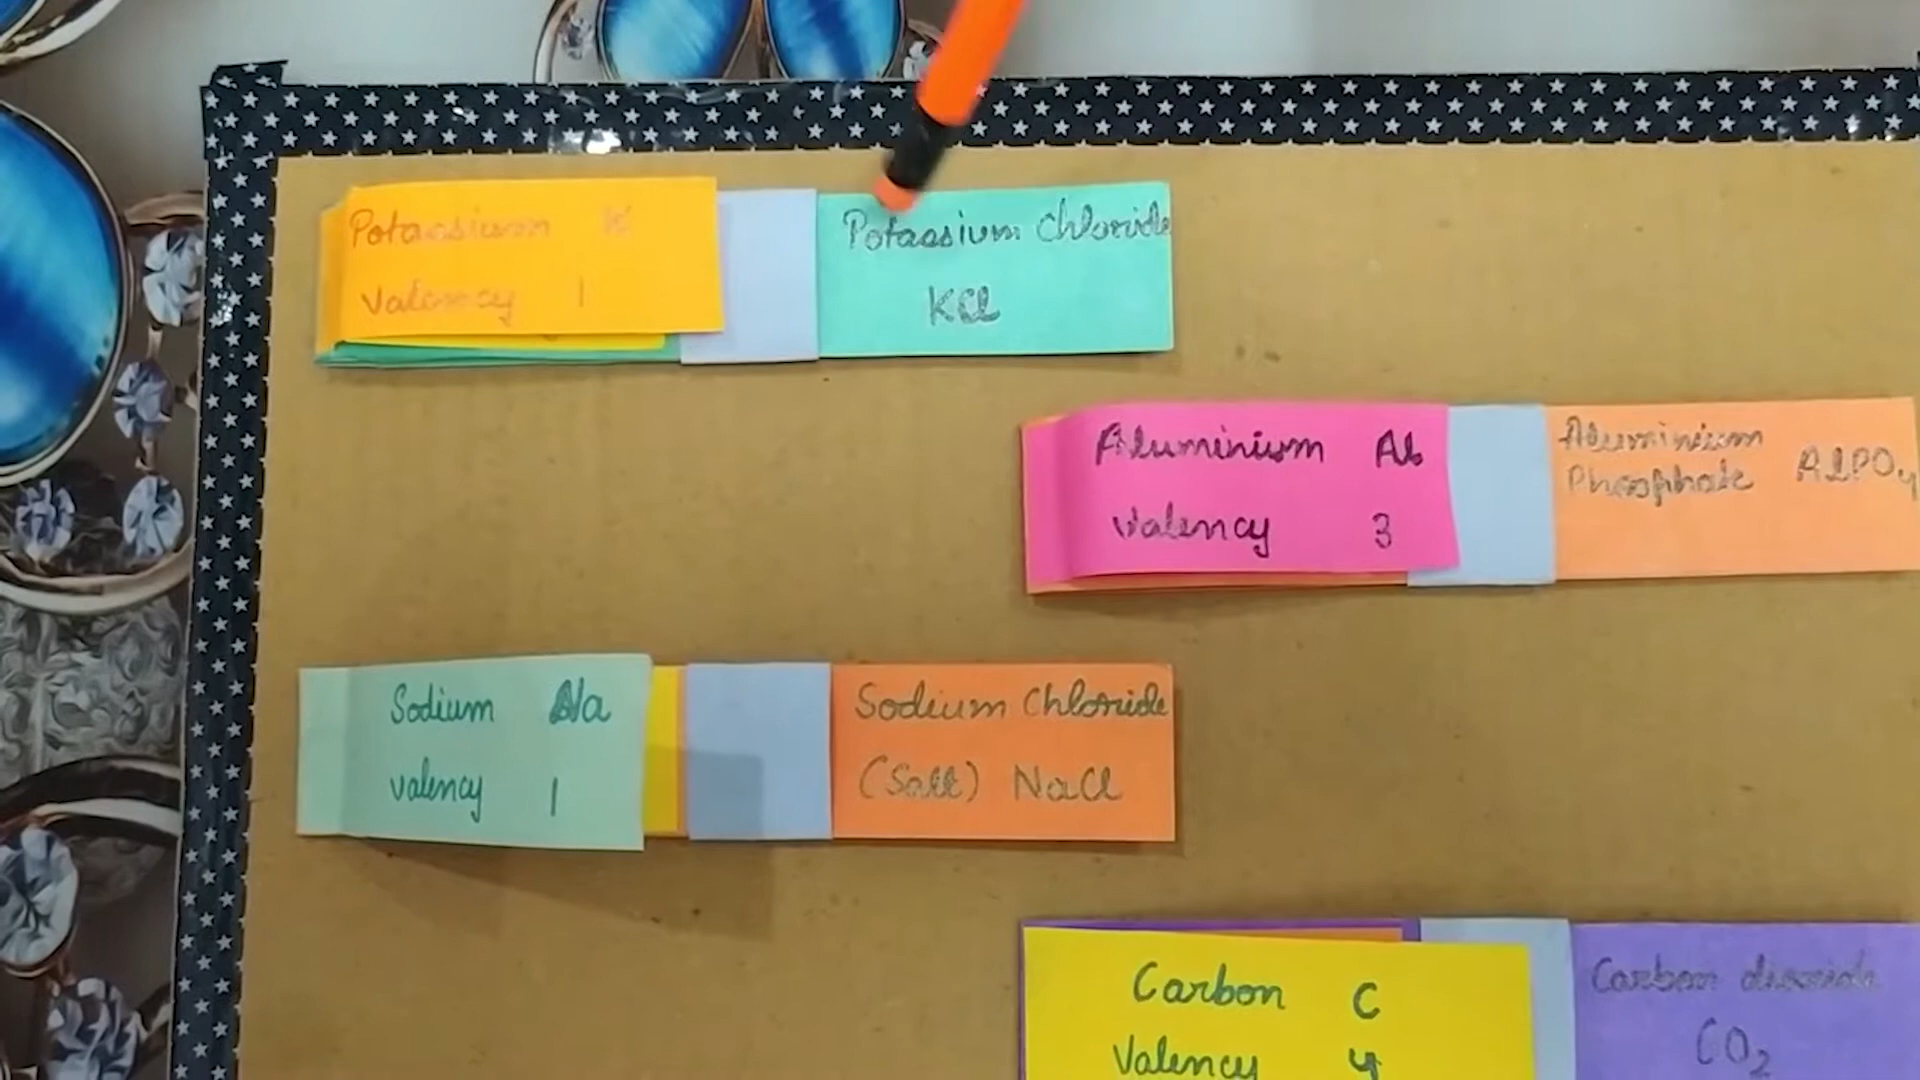 Potassium K
Valency 1
Potassium Chloride
KCl
Aluminium Al
Valency 3
Aluminium
Phosphate AlPO4
Sodium Na
Valency 1
Sodium Chloride
(Salt) NaCl
Carbon C
Valency 4
Carbon dioxide
CO2